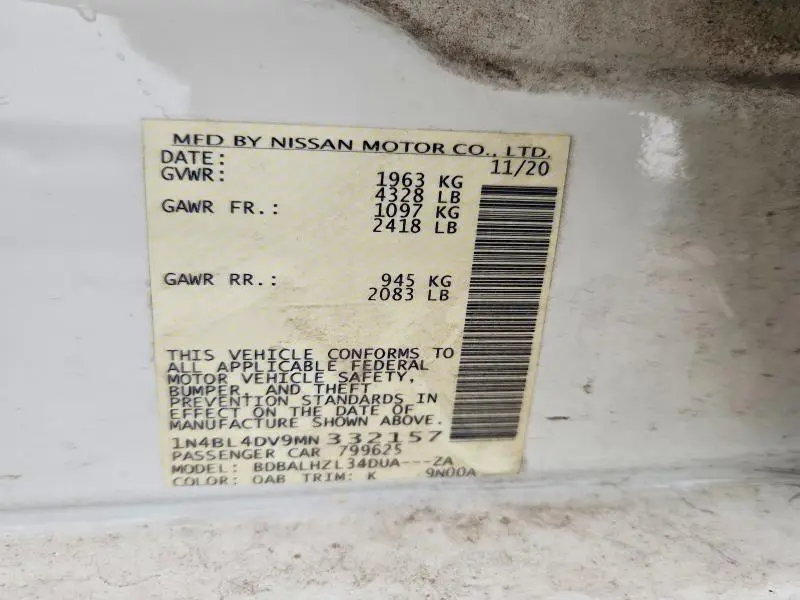 MFD BY NISSAN MOTOR CO., LTD.
DATE: 11/20
GVWR: 1963 KG
4328 LB
GAWR FR.: 1097 KG
2418 LB
GAWR RR.: 945 KG
2083 LB
THIS VEHICLE CONFORMS TO
ALL APPLICABLE FEDERAL
MOTOR VEHICLE SAFETY,
BUMPER, AND THEFT
PREVENTION STANDARDS IN
EFFECT ON THE DATE OF
MANUFACTURE SHOWN ABOVE.
1N4BL4DV9MN332157
PASSENGER CAR 799625
MODEL: BDBALHZL34DUA---ZA
COLOR: QAB TRIM: K 9N00A